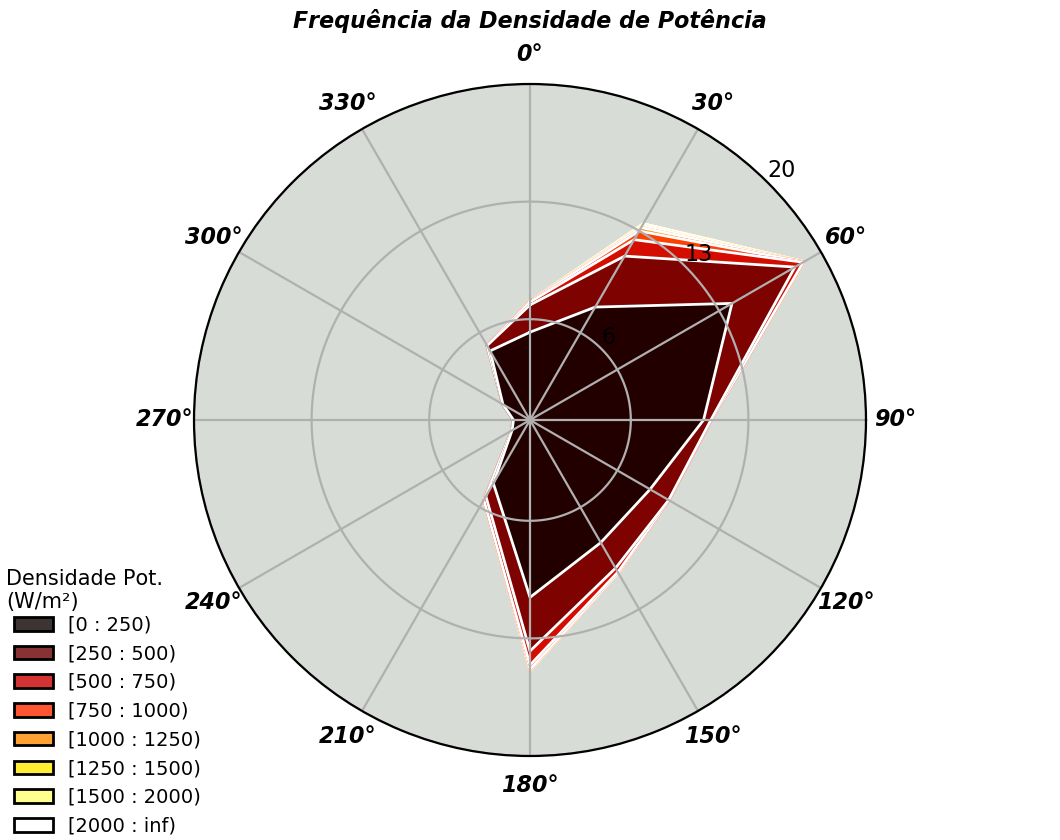 Frequência da Densidade de Potência
0°
330°
30°
20
300°
60°
13
6
270°
90°
240°
120°
210°
150°
180°
Densidade Pot.
(W/m²)
[0 : 250)
[250 : 500)
[500 : 750)
[750 : 1000)
[1000 : 1250)
[1250 : 1500)
[1500 : 2000)
[2000 : inf)